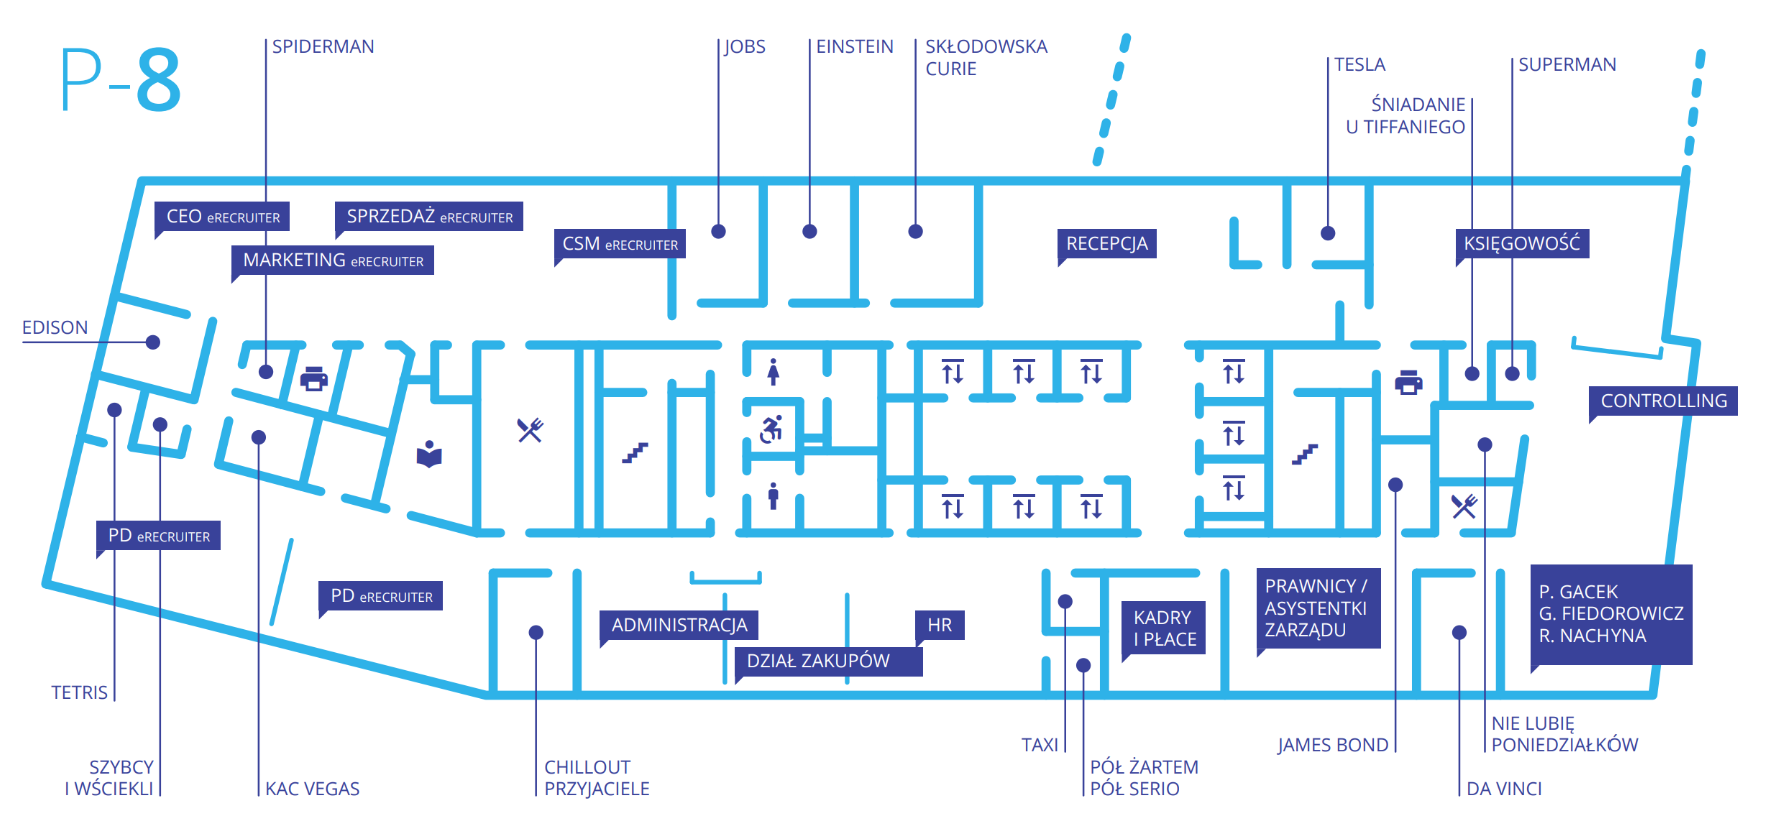 P-8
SPIDERMAN
JOBS
EINSTEIN
SKŁODOWSKA
CURIE
TESLA
SUPERMAN
ŚNIADANIE
U TIFFANIEGO
CEO eRECRUITER
SPRZEDAŻ eRECRUITER
MARKETING eRECRUITER
CSM eRECRUITER
RECEPCJA
KSIĘGOWOŚĆ
EDISON
CONTROLLING
PD eRECRUITER
PD eRECRUITER
ADMINISTRACJA
HR
DZIAŁ ZAKUPÓW
KADRY
I PŁACE
PRAWNICY /
ASYSTENTKI
ZARZĄDU
P. GACEK
G. FIEDOROWICZ
R. NACHYNA
TETRIS
SZYBCY
I WŚCIEKLI
KAC VEGAS
CHILLOUT
PRZYJACIELE
TAXI
PÓŁ ŻARTEM
PÓŁ SERIO
JAMES BOND
NIE LUBIĘ
PONIEDZIAŁKÓW
DA VINCI